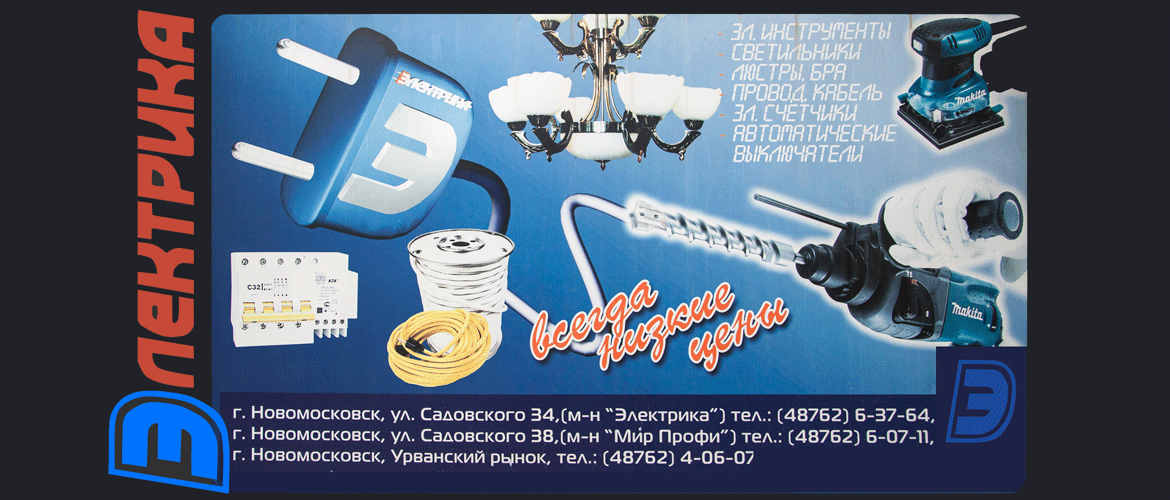 ЭЛЕКТРИКА
ЭЛЕКТРИКА
Э
ЭЛ. ИНСТРУМЕНТЫ
СВЕТИЛЬНИКИ
ЛЮСТРЫ, БРА
ПРОВОД, КАБЕЛЬ
ЭЛ. СЧЕТЧИКИ
АВТОМАТИЧЕСКИЕ
ВЫКЛЮЧАТЕЛИ
makita
C32
makita
всегда
низкие
цены
Э
г. Новомосковск, ул. Садовского 34,(м-н “Электрика”) тел.: (48762) 6-37-64,
г. Новомосковск, ул. Садовского 38,(м-н “Мир Профи”) тел.: (48762) 6-07-11,
г. Новомосковск, Урванский рынок, тел.: (48762) 4-06-07